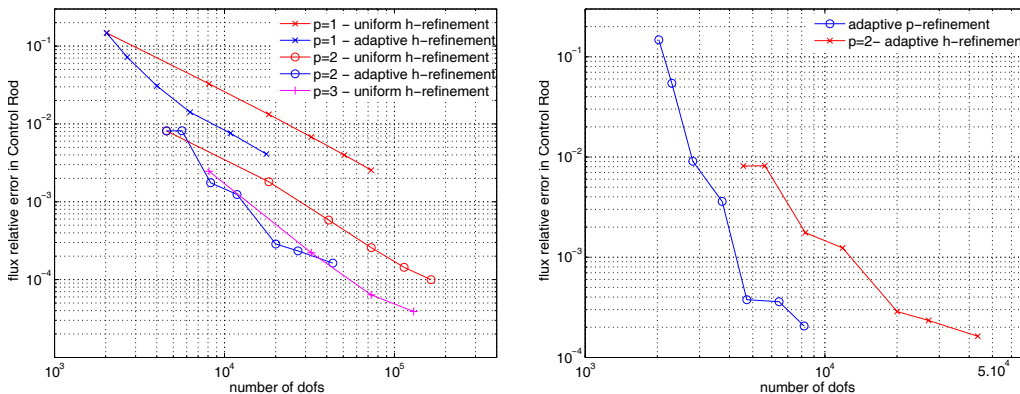 p=1 − uniform h−refinement
p=1 − adaptive h−refinement
p=2 − uniform h−refinement
p=2 − adaptive h−refinement
p=3 − uniform h−refinement
flux relative error in Control Rod
10^−1
10^−2
10^−3
10^−4
10^3
10^4
10^5
number of dofs
adaptive p−refinement
p=2− adaptive h−refinement
flux relative error in Control Rod
10^−1
10^−2
10^−3
10^−4
10^3
10^4
5.10^4
number of dofs